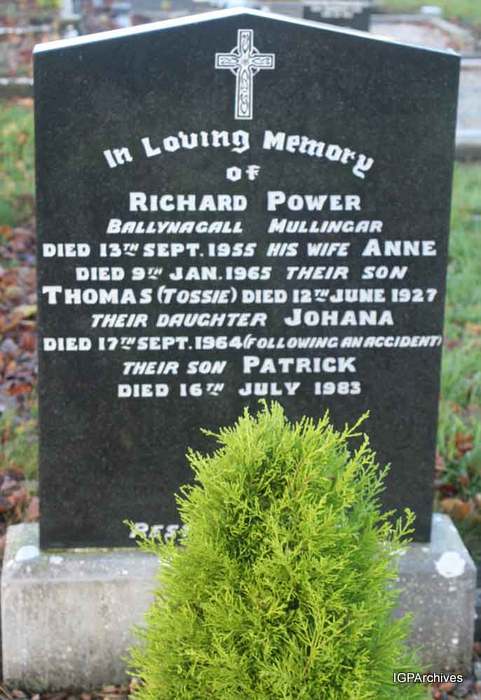 In Loving Memory
of
RICHARD POWER
BALLYNAGALL MULLINGAR
DIED 13TH SEPT. 1955 HIS WIFE ANNE
DIED 9TH JAN. 1965 THEIR SON
THOMAS (TOSSIE) DIED 12TH JUNE 1927
THEIR DAUGHTER JOHANA
DIED 17TH SEPT. 1964 (FOLLOWING AN ACCIDENT)
THEIR SON PATRICK
DIED 16TH JULY 1983
IGPArchives